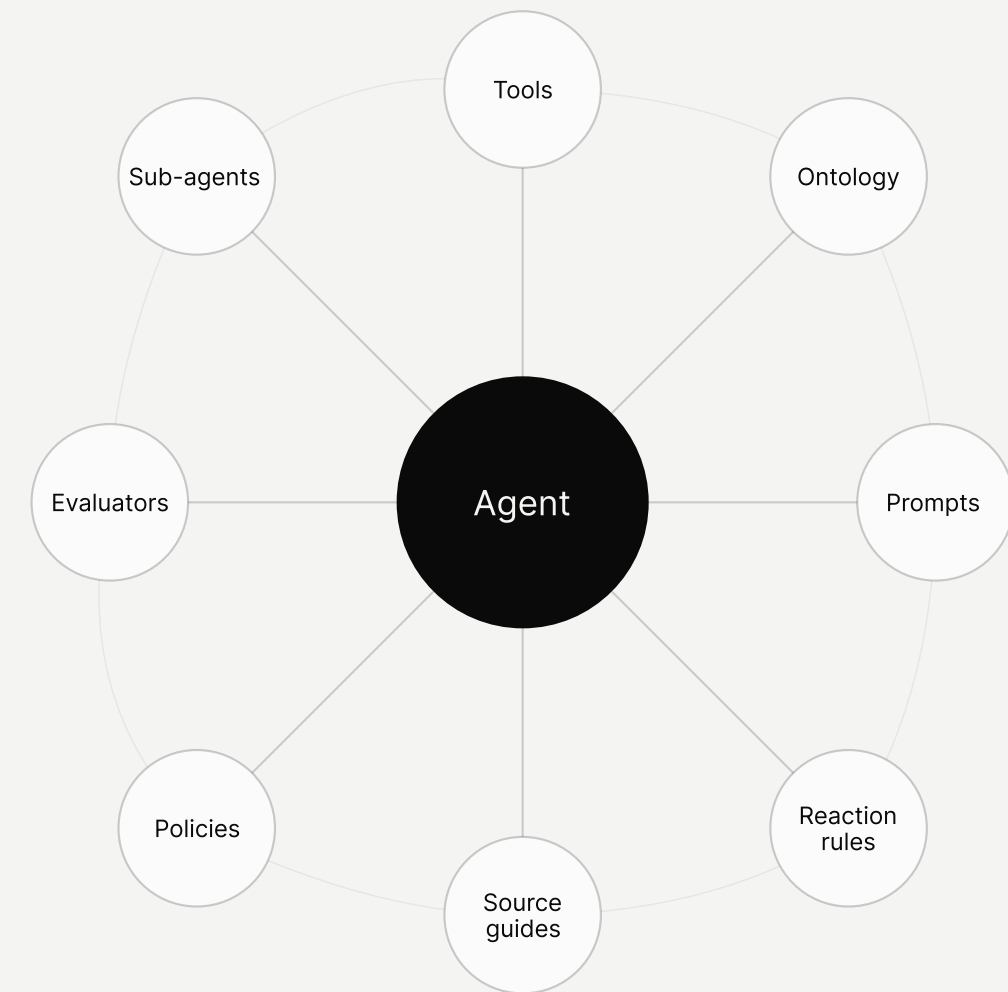 Tools
Sub-agents
Ontology
Evaluators
Agent
Prompts
Policies
Reaction
rules
Source
guides